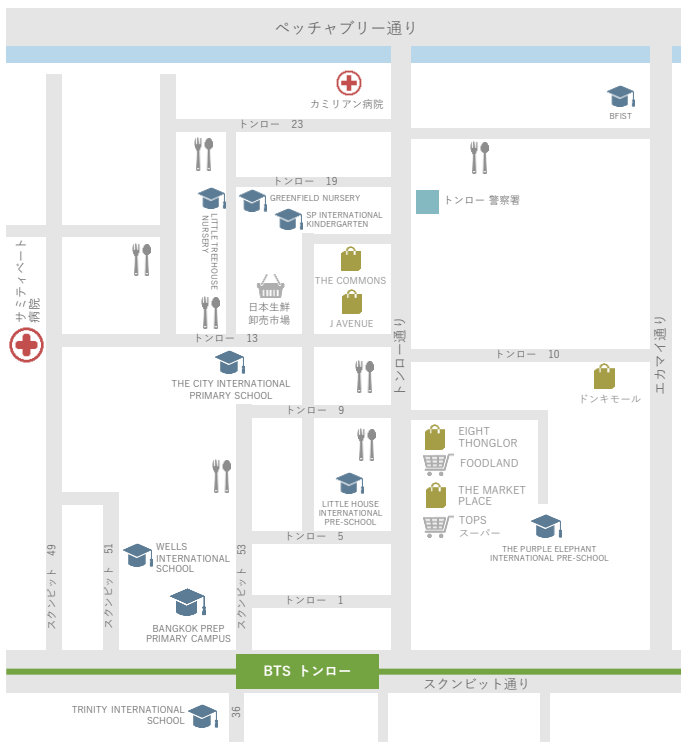 ペッチャブリー通り
カミリアン病院
BFIST
トンロー 23
トンロー 19
GREENFIELD NURSERY
SP INTERNATIONAL
KINDERGARTEN
LITTLE TREEHOUSE
NURSERY
トンロー 警察署
サミティベート
病院
THE COMMONS
日本生鮮
卸売市場
J AVENUE
トンロー 13
トンロー通り
エカマイ通り
トンロー 10
THE CITY INTERNATIONAL
PRIMARY SCHOOL
ドンキモール
トンロー 9
EIGHT
THONGLOR
FOODLAND
THE MARKET
PLACE
TOPS
スーパー
LITTLE HOUSE
INTERNATIONAL
PRE-SCHOOL
トンロー 5
THE PURPLE ELEPHANT
INTERNATIONAL PRE-SCHOOL
スクンビット 49
スクンビット 51
スクンビット 53
WELLS
INTERNATIONAL
SCHOOL
トンロー 1
BANGKOK PREP
PRIMARY CAMPUS
BTS トンロー
スクンビット通り
TRINITY INTERNATIONAL
SCHOOL
36